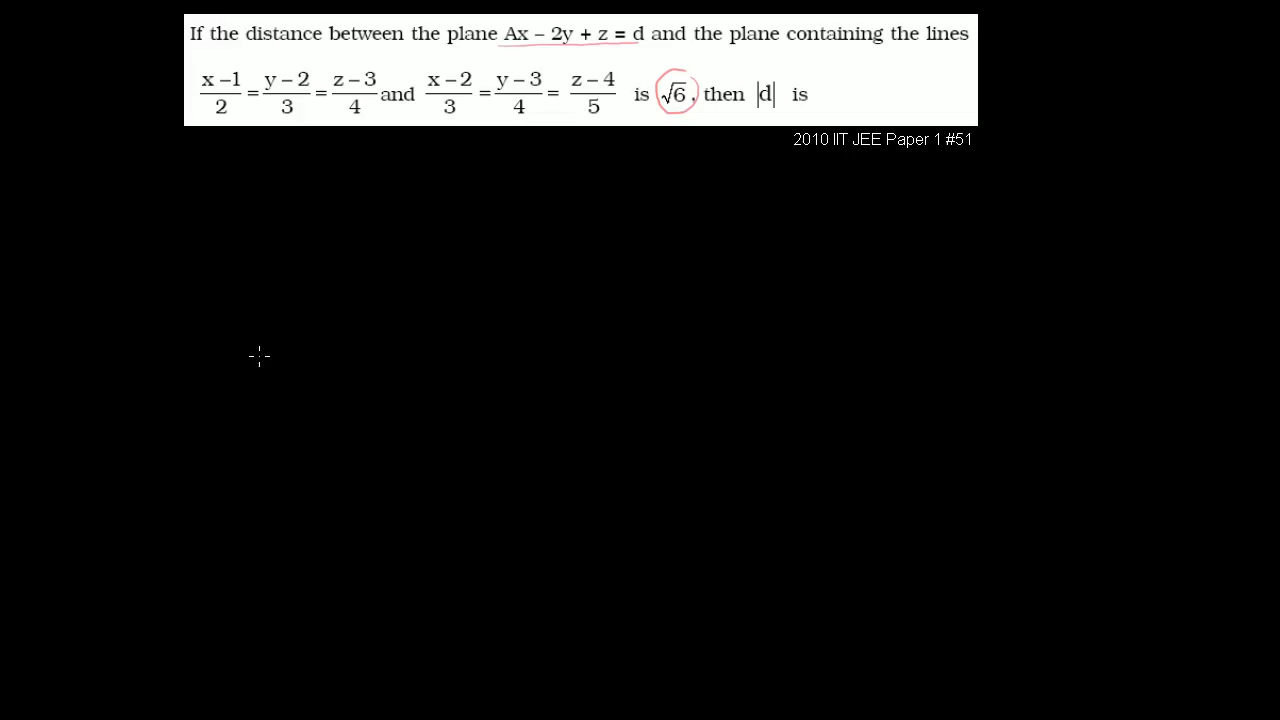 If the distance between the plane Ax – 2y + z = d and the plane containing the lines
x –1/2 = y – 2/3 = z – 3/4 and x – 2/3 = y – 3/4 = z – 4/5 is √6, then |d| is
2010 IIT JEE Paper 1 #51